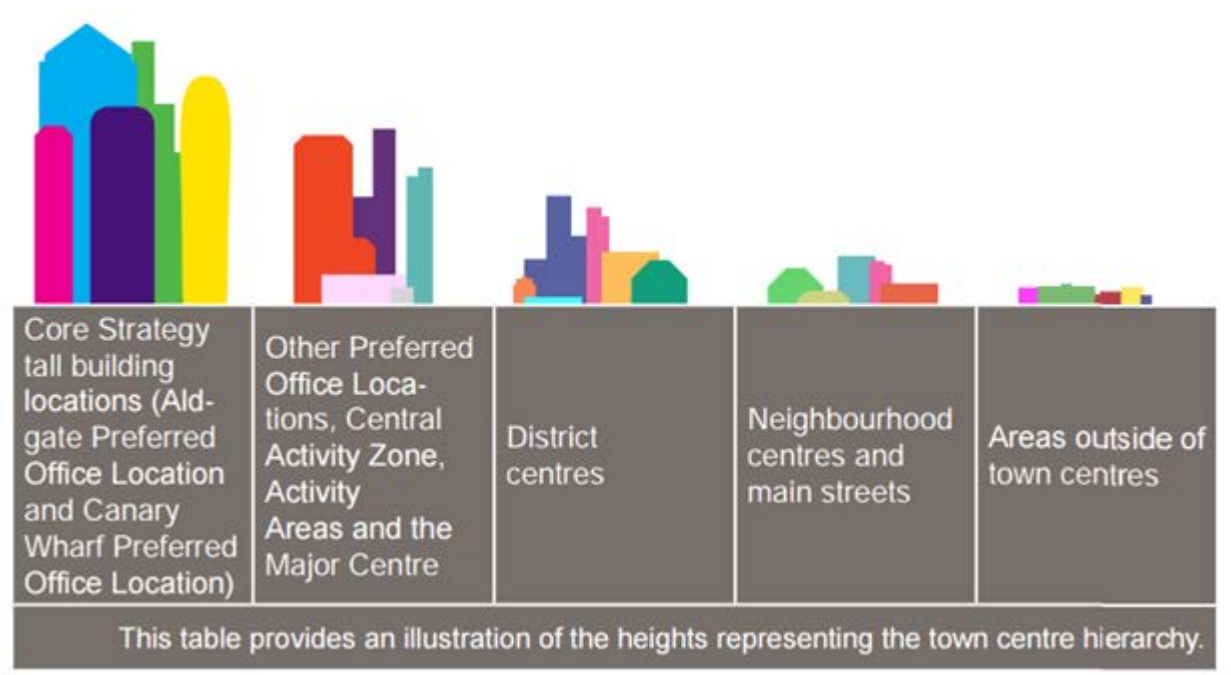 Core Strategy
tall building
locations (Ald-
gate Preferred
Office Location
and Canary
Wharf Preferred
Office Location)
Other Preferred
Office Loca-
tions, Central
Activity Zone,
Activity
Areas and the
Major Centre
District
centres
Neighbourhood
centres and
main streets
Areas outside of
town centres
This table provides an illustration of the heights representing the town centre hierarchy.